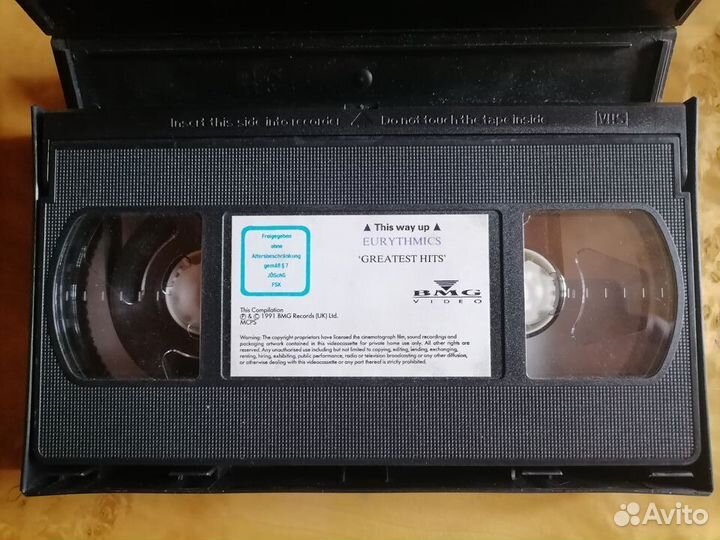 Insert this side into recorder Do not touch the tape inside VHS
Freigegeben
ohne
Altersbeschränkung
gemäß § 7
JÖSchG
FSK
▲ This way up ▲
EURYTHMICS
'GREATEST HITS'
BMG
VIDEO
This Compilation
℗ & © 1991 BMG Records (UK) Ltd.
MCPS
Warning: The copyright proprietors have licensed the cinematograph film, sound recordings and
packaging artwork contained in this videocassette for private home use only. All other rights are
reserved. Any unauthorised use including but not limited to copying, editing, lending, exchanging,
renting, hiring, exhibiting, public performance, radio or television broadcasting or any other diffusion,
or otherwise dealing with this videocassette or any part thereof is strictly prohibited.
Avito